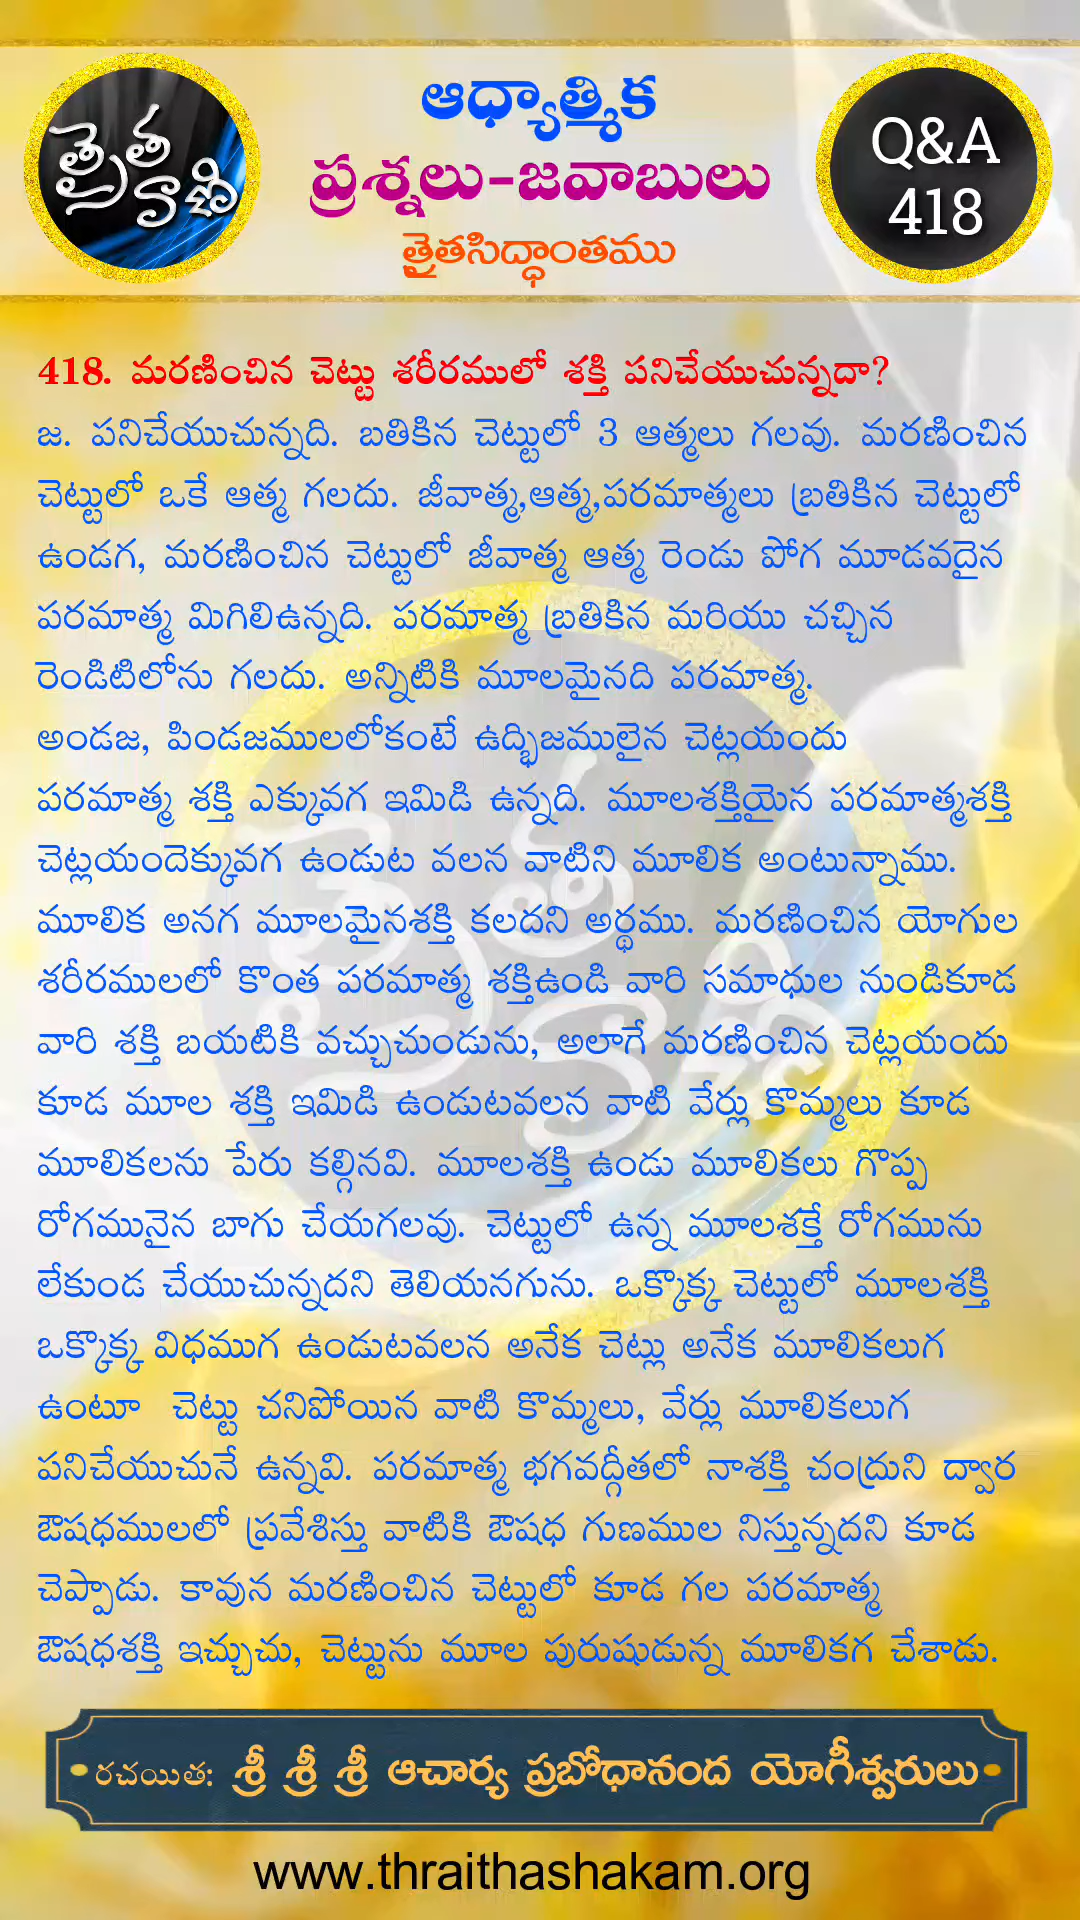 త్రైత
వాణి
ఆధ్యాత్మిక
ప్రశ్నలు-జవాబులు
త్రైతసిద్ధాంతము
Q&A
418
418. మరణించిన చెట్టు శరీరములో శక్తి పనిచేయుచున్నదా?
జ. పనిచేయుచున్నది. బతికిన చెట్టులో 3 ఆత్మలు గలవు. మరణించిన
చెట్టులో ఒకే ఆత్మ గలదు. జీవాత్మ,ఆత్మ,పరమాత్మలు బ్రతికిన చెట్టులో
ఉండగ, మరణించిన చెట్టులో జీవాత్మ ఆత్మ రెండు పోగ మూడవదైన
పరమాత్మ మిగిలిఉన్నది. పరమాత్మ బ్రతికిన మరియు చచ్చిన
రెండిటిలోను గలదు. అన్నిటికి మూలమైనది పరమాత్మ.
అండజ, పిండజములలోకంటే ఉద్భిజములైన చెట్లయందు
పరమాత్మ శక్తి ఎక్కువగ ఇమిడి ఉన్నది. మూలశక్తియైన పరమాత్మశక్తి
చెట్లయందెక్కువగ ఉండుట వలన వాటిని మూలిక అంటున్నాము.
మూలిక అనగ మూలమైనశక్తి కలదని అర్థము. మరణించిన యోగుల
శరీరములలో కొంత పరమాత్మ శక్తిఉండి వారి సమాధుల నుండికూడ
వారి శక్తి బయటికి వచ్చుచుండును, అలాగే మరణించిన చెట్లయందు
కూడ మూల శక్తి ఇమిడి ఉండుటవలన వాటి వేర్లు కొమ్మలు కూడ
మూలికలను పేరు కల్గినవి. మూలశక్తి ఉండు మూలికలు గొప్ప
రోగమునైన బాగు చేయగలవు. చెట్టులో ఉన్న మూలశక్తే రోగమును
లేకుండ చేయుచున్నదని తెలియనగును. ఒక్కొక్క చెట్టులో మూలశక్తి
ఒక్కొక్క విధముగ ఉండుటవలన అనేక చెట్లు అనేక మూలికలుగ
ఉంటూ చెట్టు చనిపోయిన వాటి కొమ్మలు, వేర్లు మూలికలుగ
పనిచేయుచునే ఉన్నవి. పరమాత్మ భగవద్గీతలో నాశక్తి చంద్రుని ద్వార
ఔషధములలో ప్రవేశిస్తు వాటికి ఔషధ గుణముల నిస్తున్నదని కూడ
చెప్పాడు. కావున మరణించిన చెట్టులో కూడ గల పరమాత్మ
ఔషధశక్తి ఇచ్చుచు, చెట్టును మూల పురుషుడున్న మూలికగ చేశాడు.
రచయిత: శ్రీ శ్రీ శ్రీ ఆచార్య ప్రబోధానంద యోగీశ్వరులు
www.thraithashakam.org